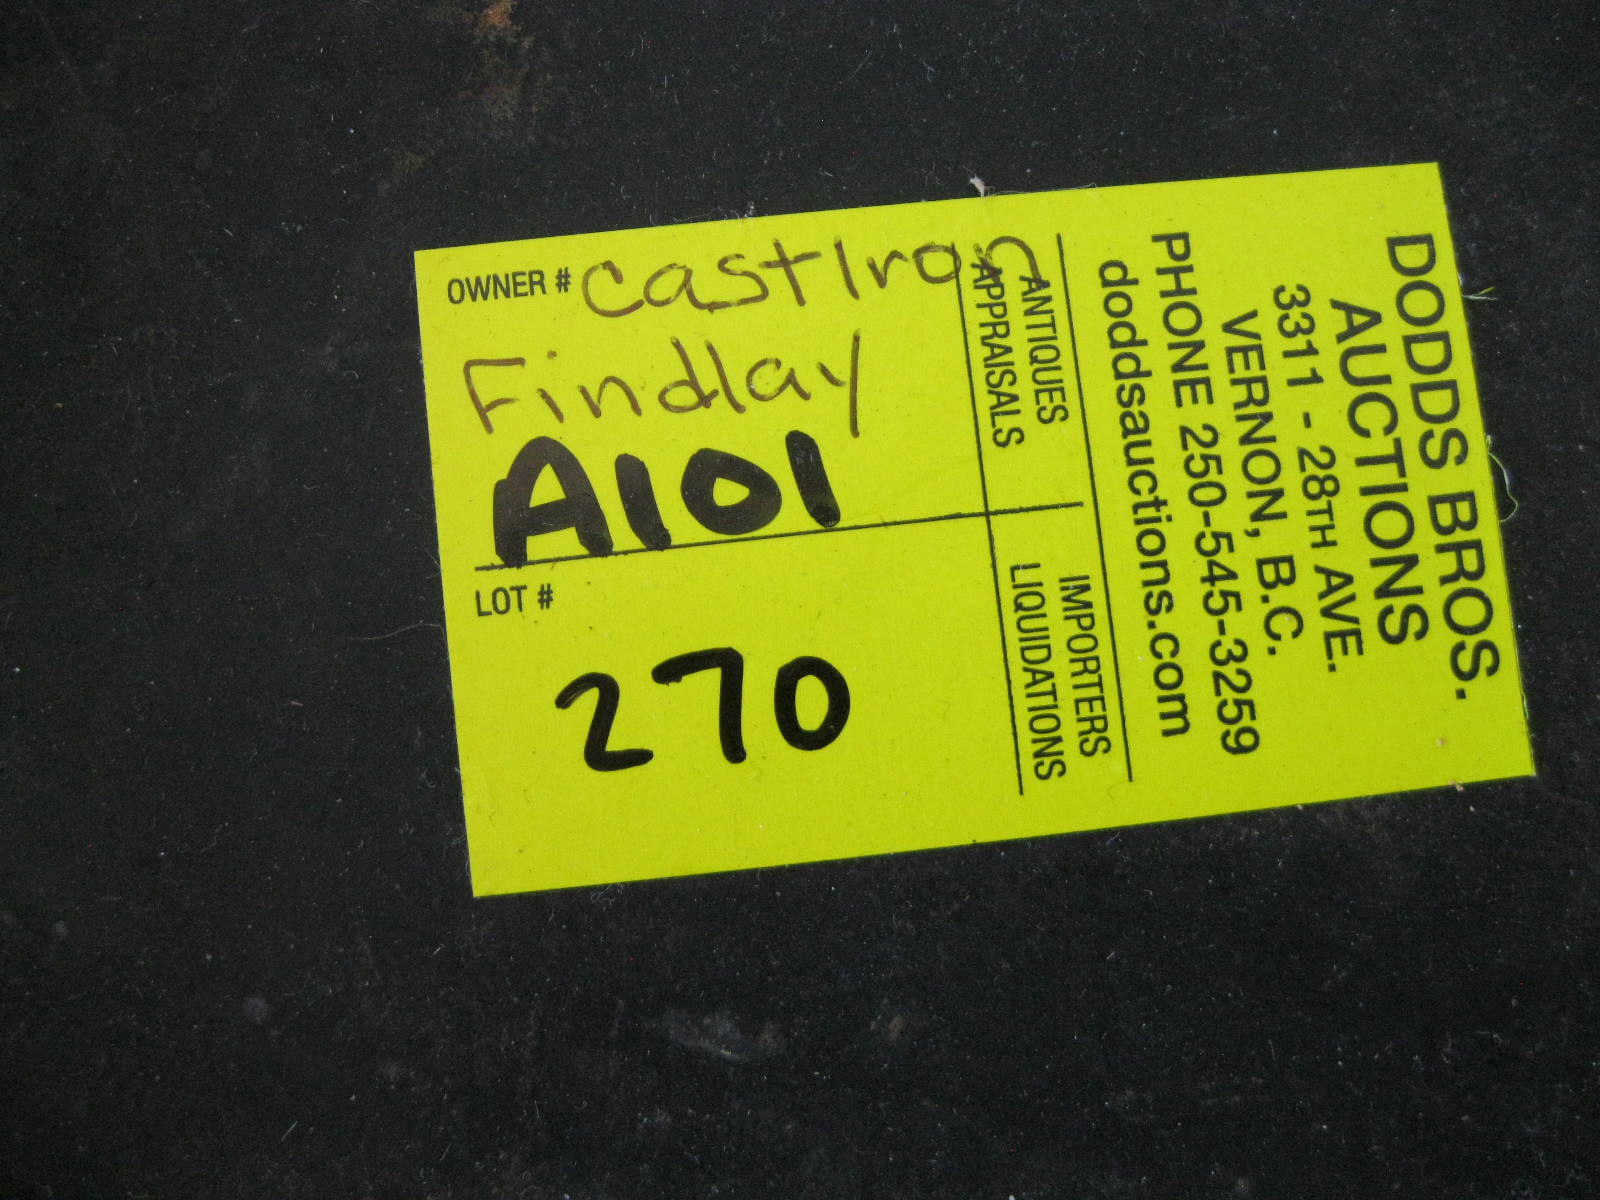 OWNER # cast Iron
Findlay
A101
LOT #
270
ANTIQUES
APPRAISALS
IMPORTERS
LIQUIDATIONS
DODDS BROS.
AUCTIONS
3311 - 28TH AVE.
VERNON, B.C.
PHONE 250-545-3259
doddsauctions.com